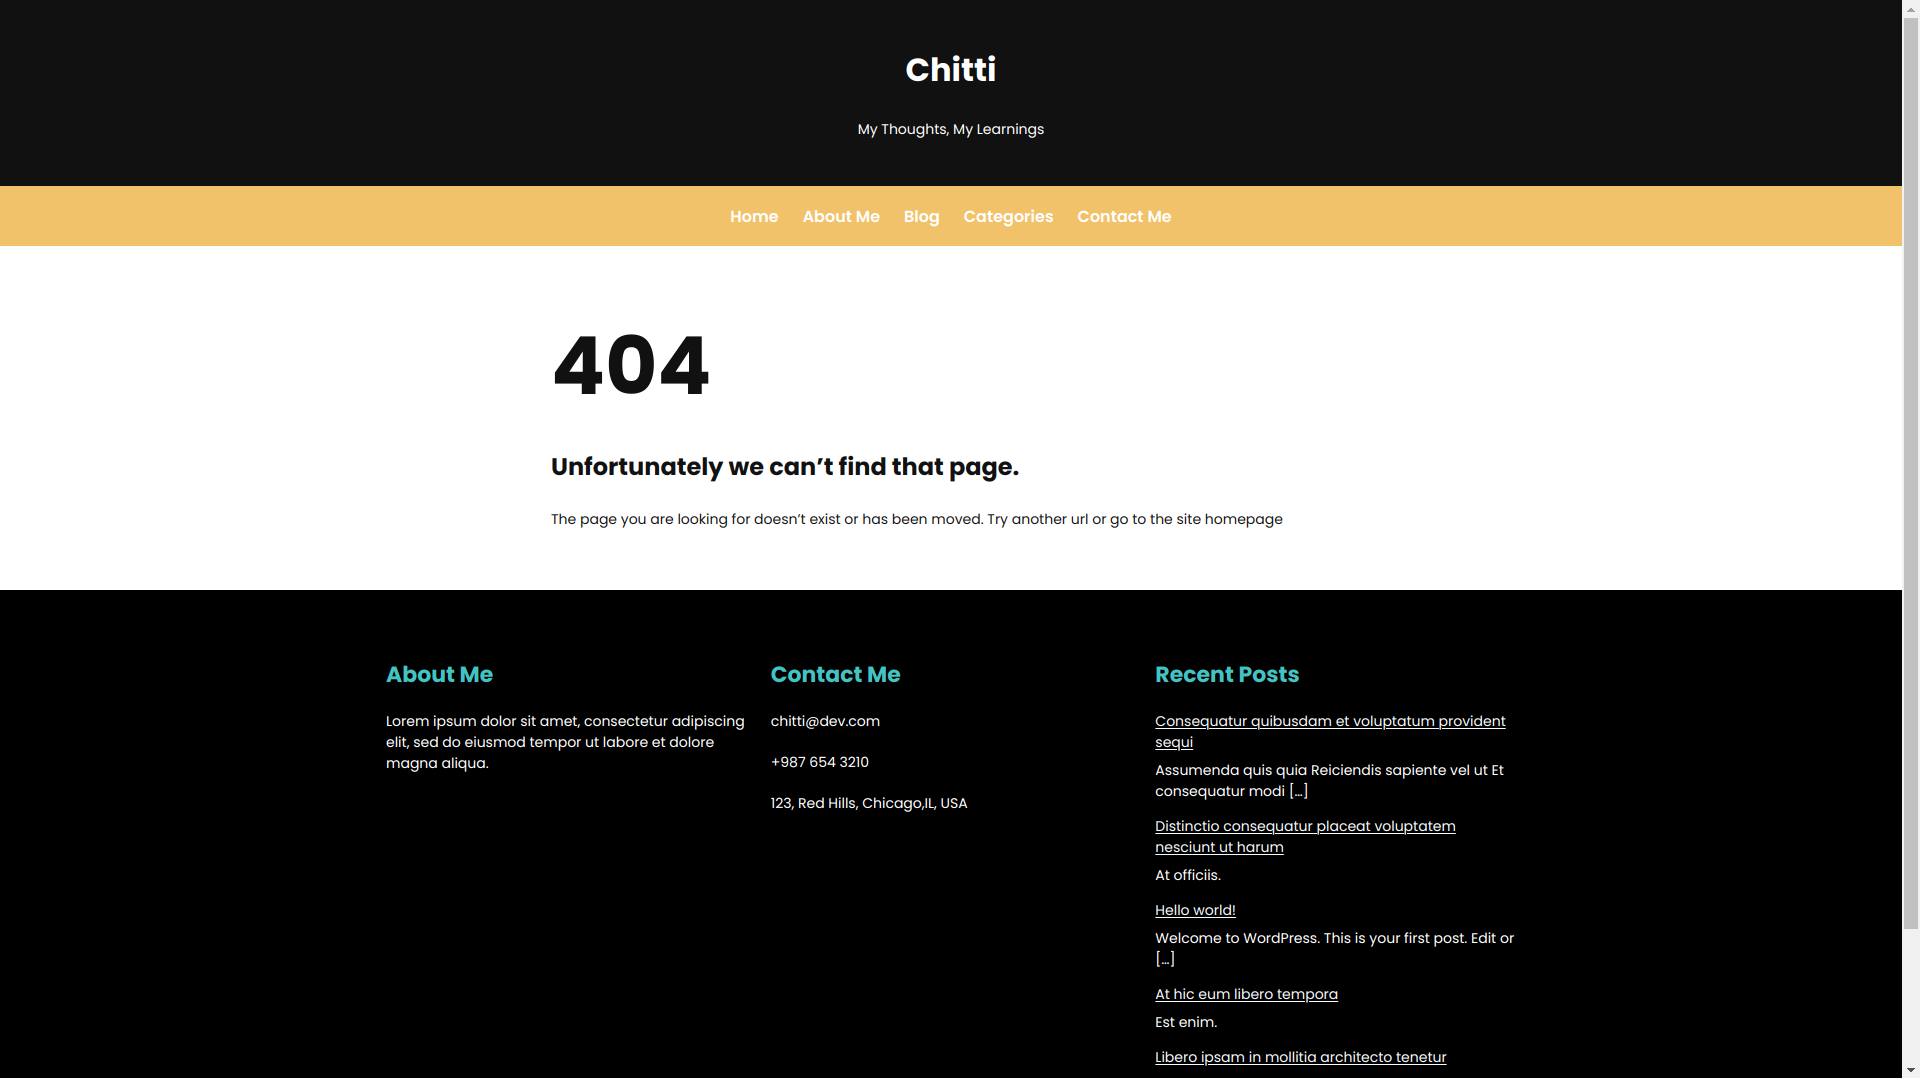 Chitti
My Thoughts, My Learnings
Home About Me Blog Categories Contact Me
404
Unfortunately we can’t find that page.
The page you are looking for doesn’t exist or has been moved. Try another url or go to the site homepage
About Me
Lorem ipsum dolor sit amet, consectetur adipiscing
elit, sed do eiusmod tempor ut labore et dolore
magna aliqua.
Contact Me
chitti@dev.com
+987 654 3210
123, Red Hills, Chicago,IL, USA
Recent Posts
Consequatur quibusdam et voluptatum provident
sequi
Assumenda quis quia Reiciendis sapiente vel ut Et
consequatur modi […]
Distinctio consequatur placeat voluptatem
nesciunt ut harum
At officiis.
Hello world!
Welcome to WordPress. This is your first post. Edit or
[…]
At hic eum libero tempora
Est enim.
Libero ipsam in mollitia architecto tenetur